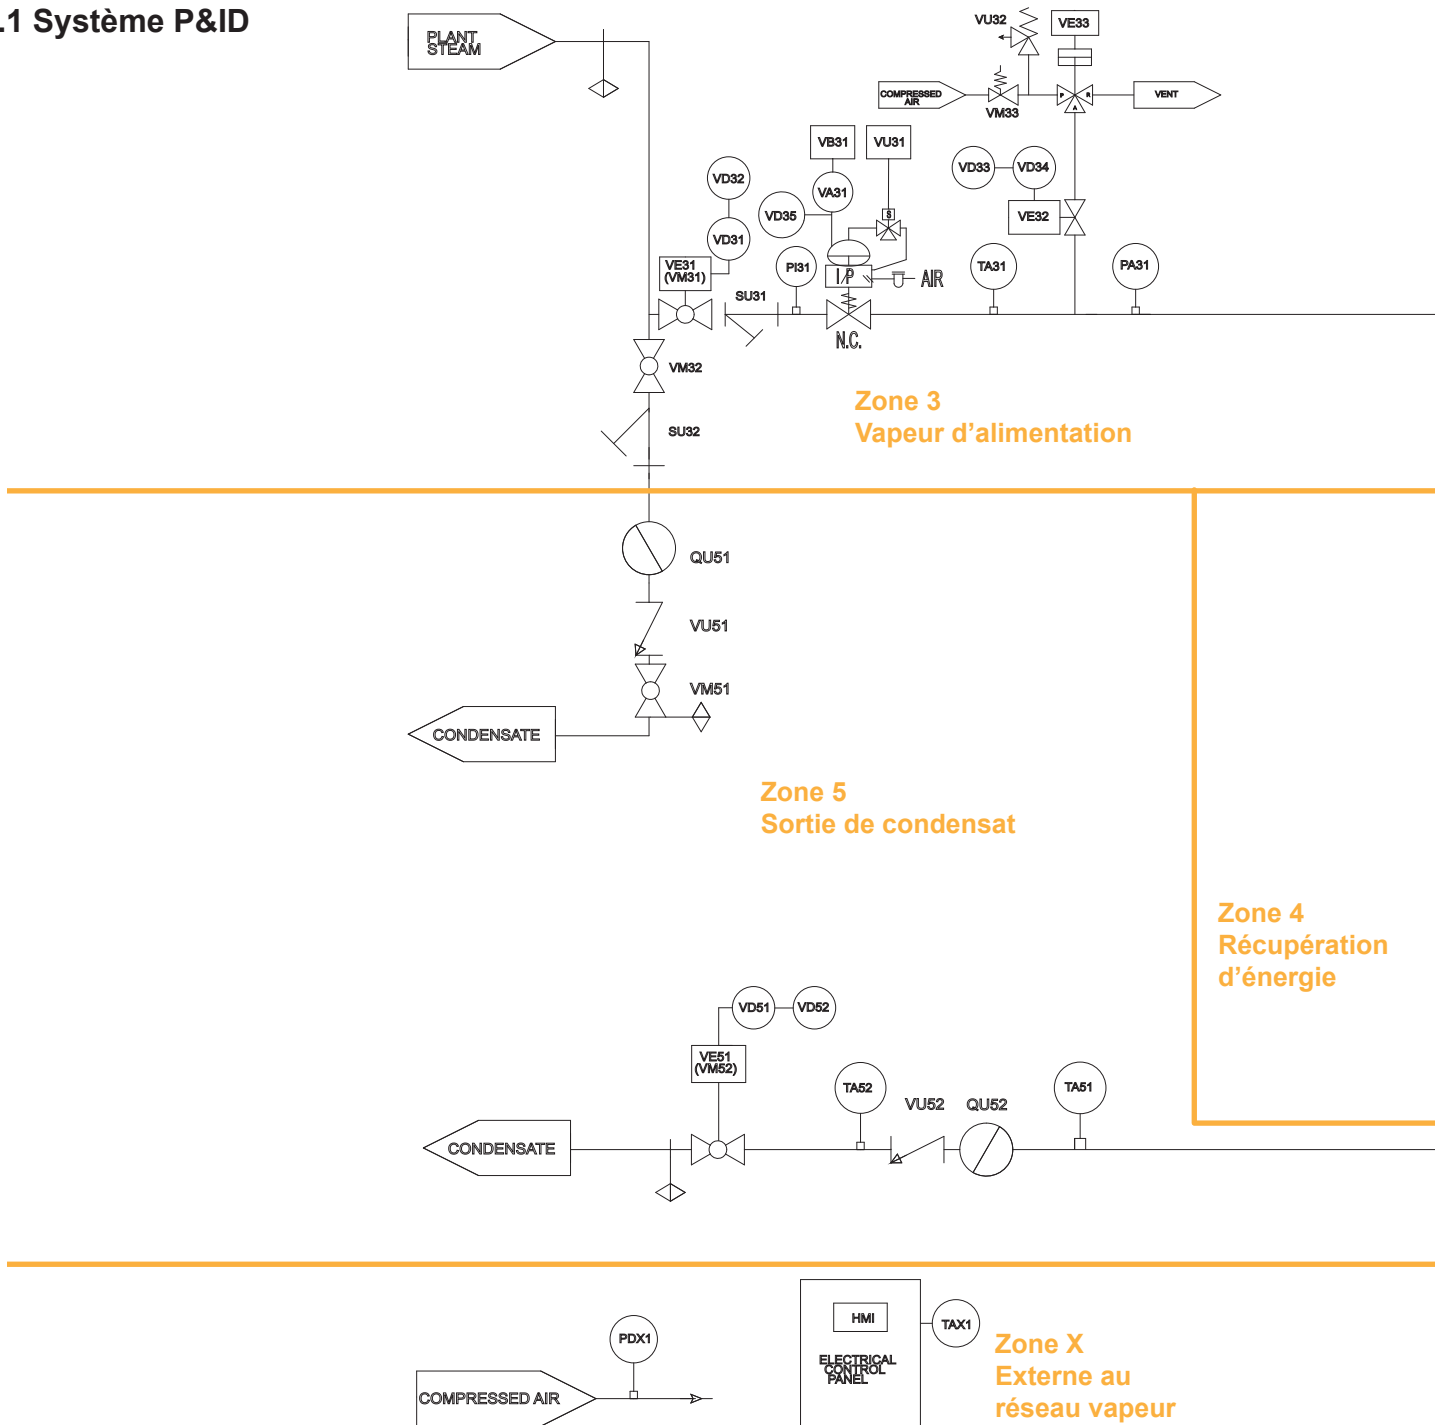 .1 Système P&ID
PLANT
STEAM
VU32
VE33
COMPRESSED
AIR
VM33
P
R
A
VENT
VB31
VU31
VD32
VA31
VD33
VD34
VD35
S
VE32
VD31
VE31
(VM31)
PI31
I/P
AIR
TA31
PA31
SU31
N.C.
VM32
SU32
Zone 3
Vapeur d’alimentation
QU51
VU51
VM51
CONDENSATE
Zone 5
Sortie de condensat
Zone 4
Récupération
d’énergie
VD51
VD52
VE51
(VM52)
TA52
VU52
QU52
TA51
CONDENSATE
HMI
TAX1
PDX1
ELECTRICAL
CONTROL
PANEL
COMPRESSED AIR
Zone X
Externe au
réseau vapeur